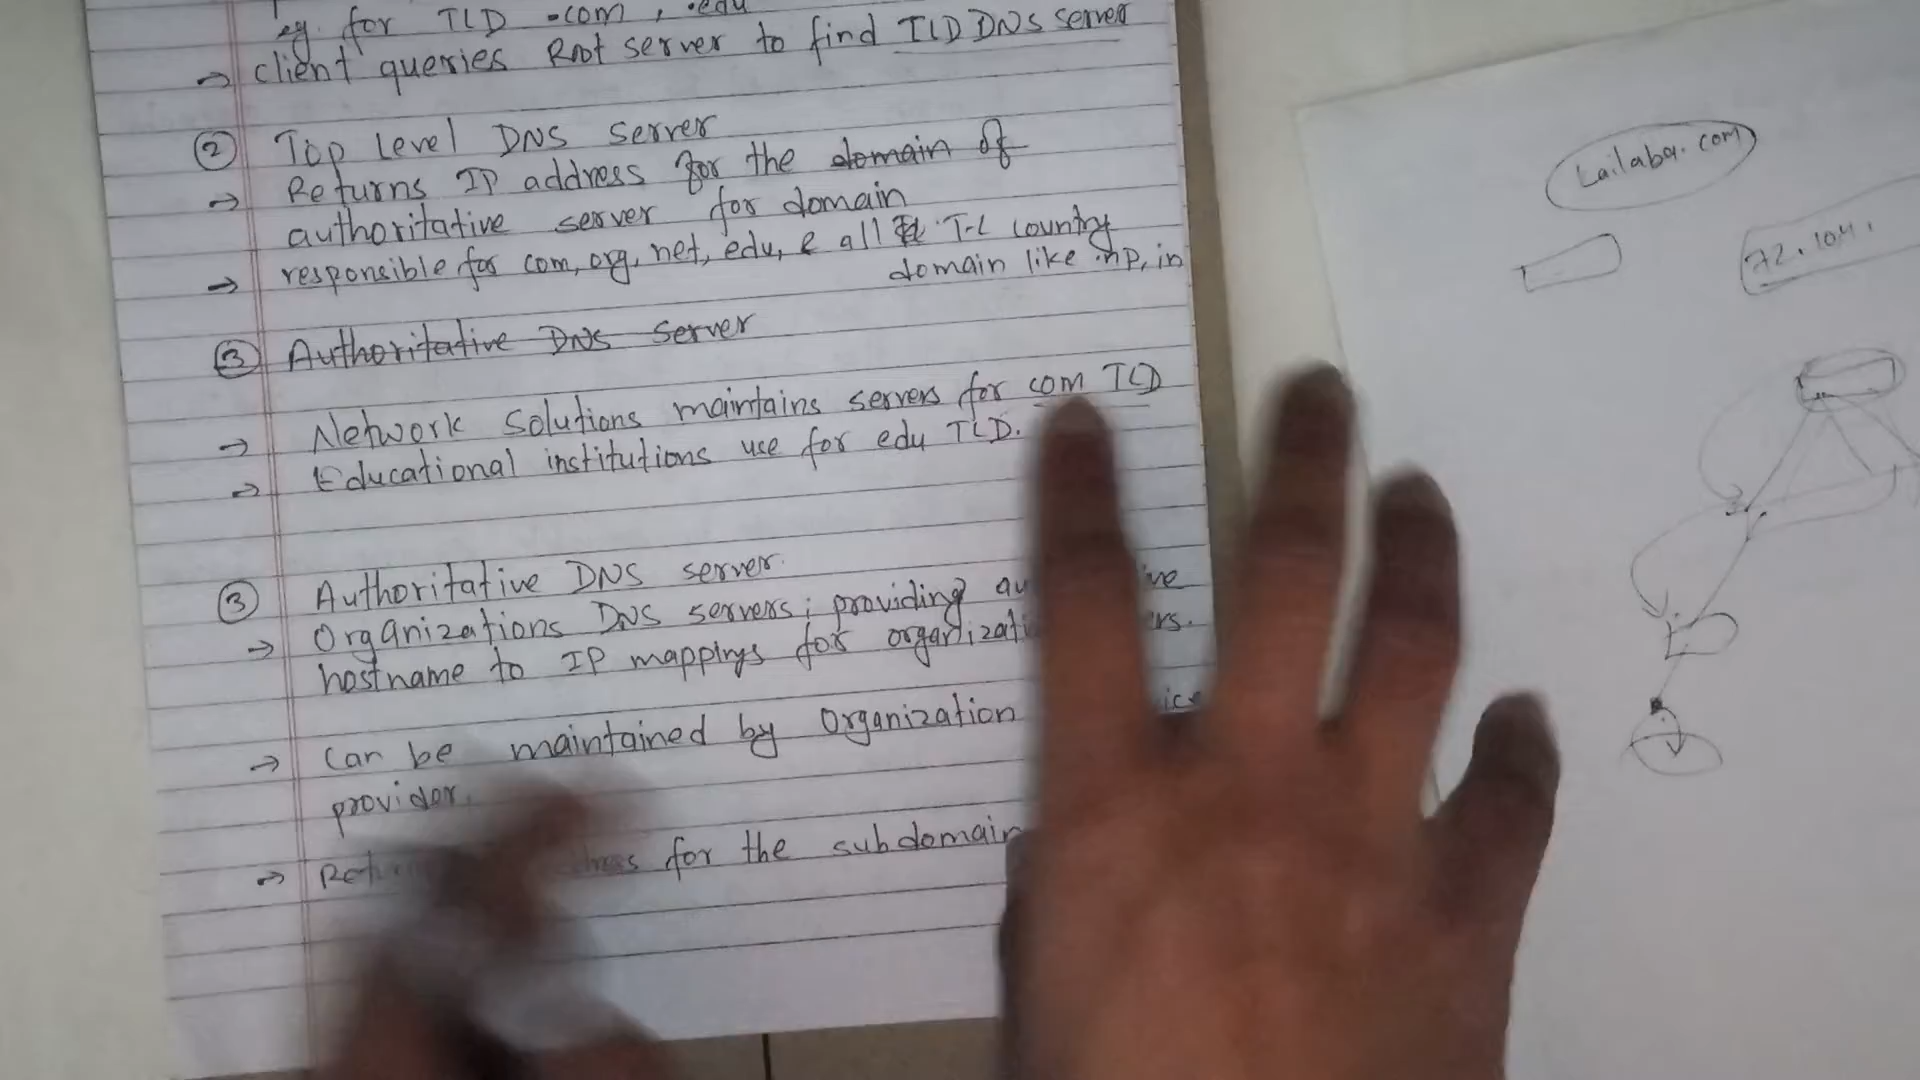 eg. for TLD .com, .edu
→ client queries Root server to find TLD DNS server
② Top Level DNS server
→ Returns IP address for the domain of
authoritative server for domain
→ responsible for com, org, net, edu, & all T-L country
domain like .np, in
③ Authoritative DNS Server
→ Network Solutions maintains servers for com TLD
→ Educational institutions use for edu TLD.
③ Authoritative DNS server.
→ Organizations DNS servers; providing
hostname to IP mappings for
→ Can be maintained by Organization
provider.
→ for the subdomain
kailaba.com
72.104.